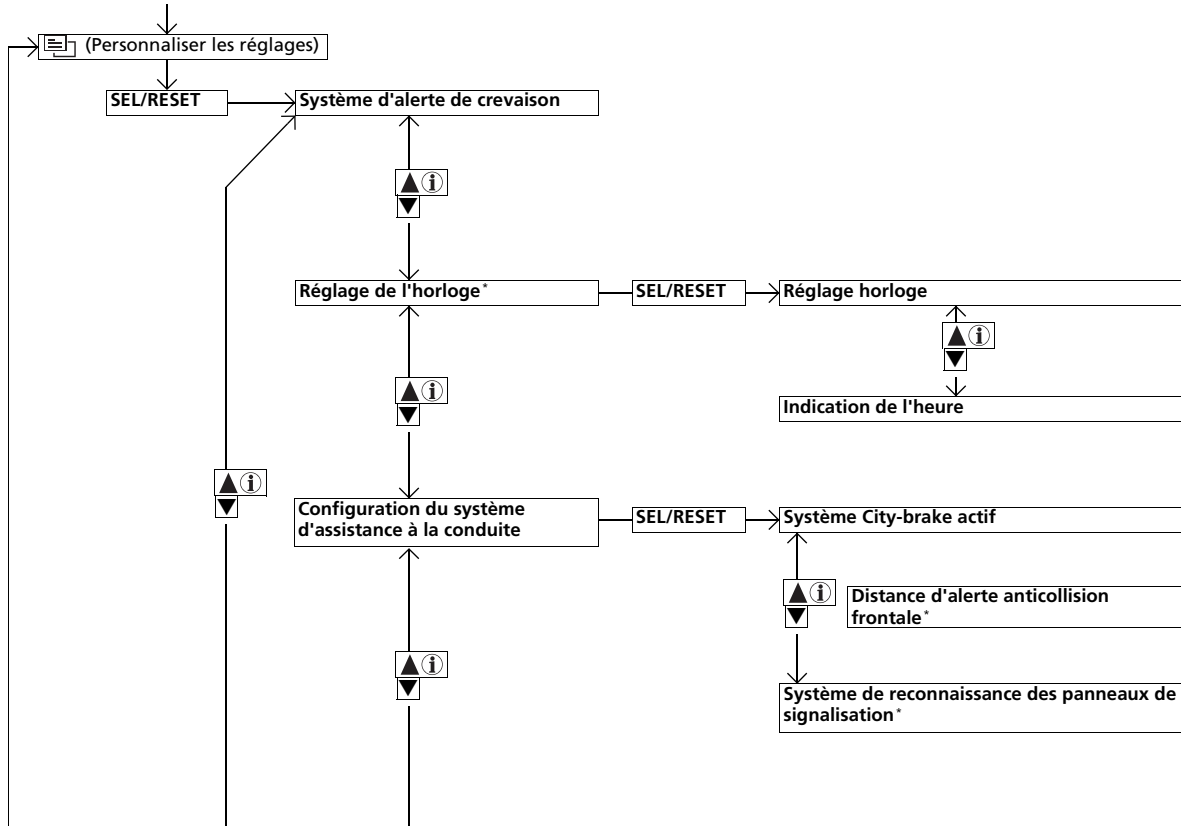 (Personnaliser les réglages)
SEL/RESET
Système d'alerte de crevaison
Réglage de l'horloge*
SEL/RESET
Réglage horloge
Indication de l'heure
Configuration du système
d'assistance à la conduite
SEL/RESET
Système City-brake actif
Distance d'alerte anticollision
frontale*
Système de reconnaissance des panneaux de
signalisation*